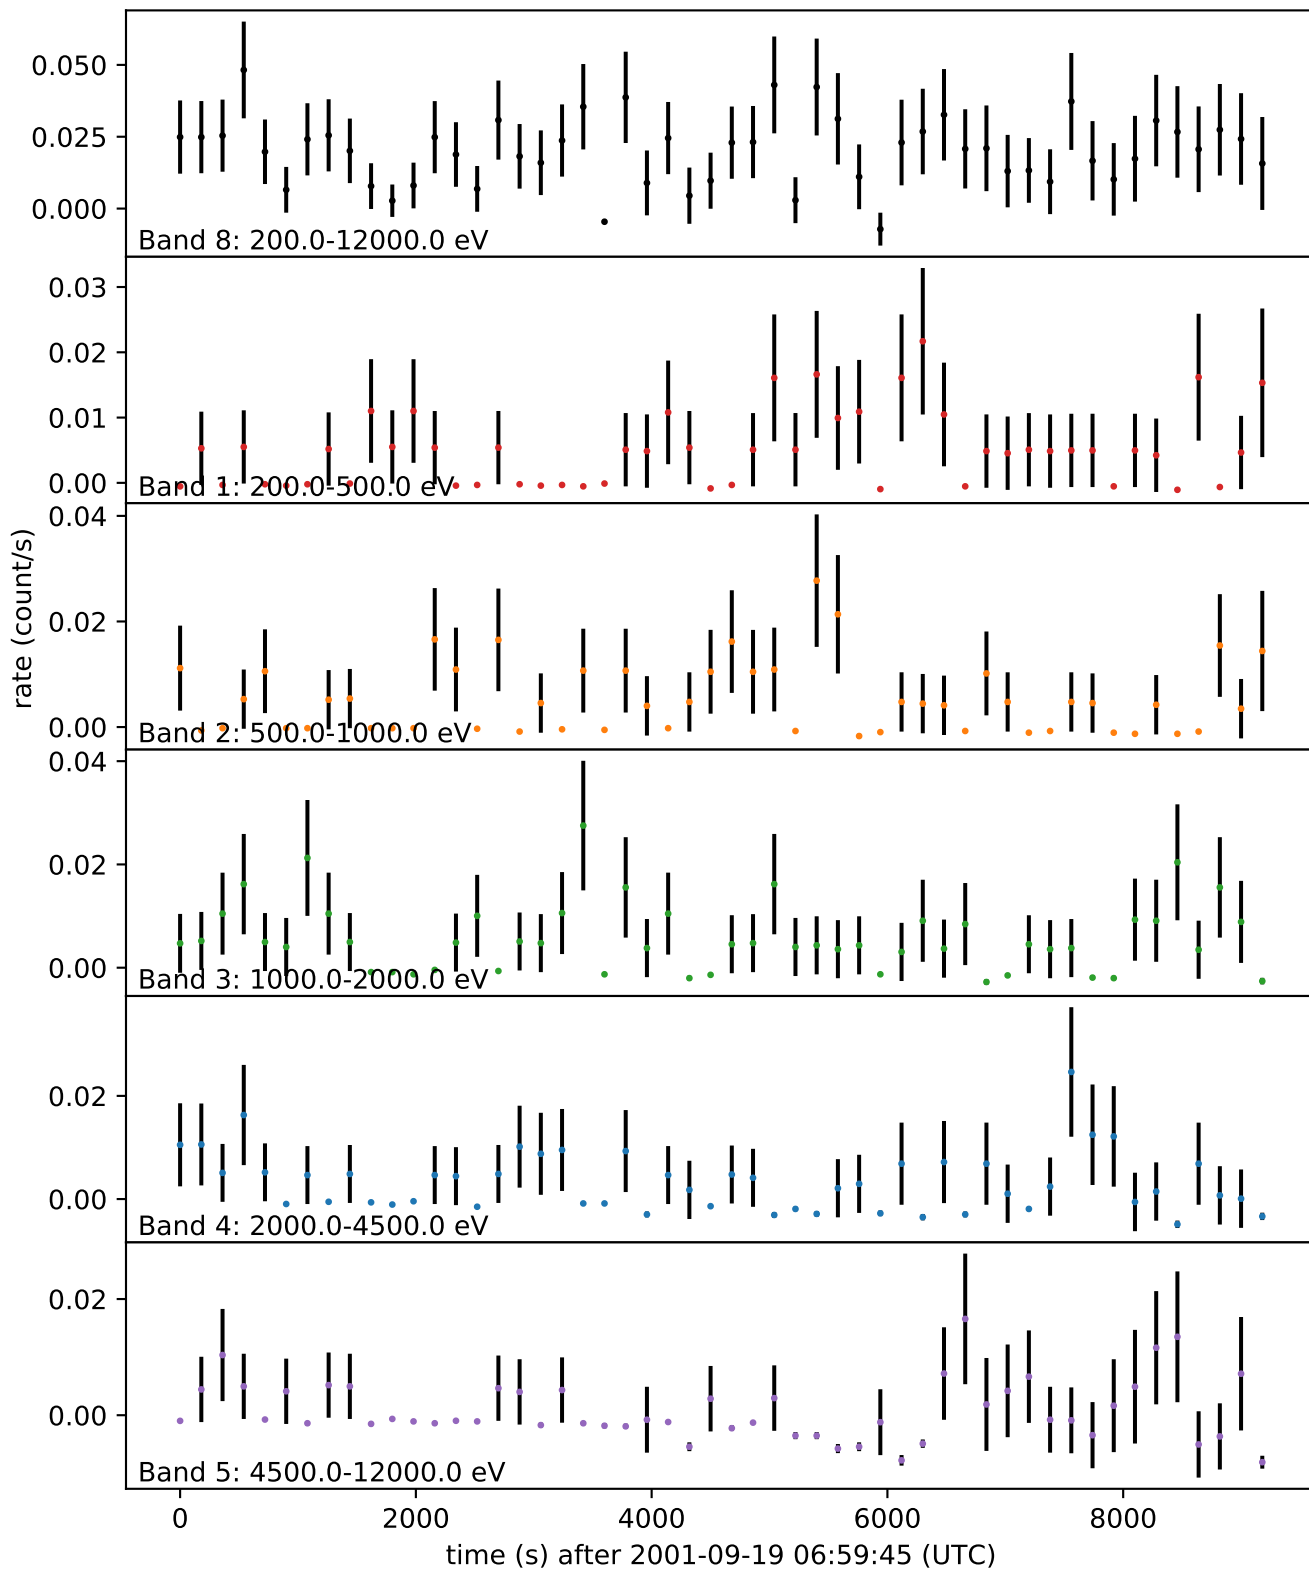 0.050
0.025
0.000
Band 8: 200.0-12000.0 eV
0.03
0.02
0.01
0.00
Band 1: 200.0-500.0 eV
0.04
0.02
0.00
Band 2: 500.0-1000.0 eV
rate (count/s)
0.04
0.02
0.00
Band 3: 1000.0-2000.0 eV
0.02
0.00
Band 4: 2000.0-4500.0 eV
0.02
0.00
Band 5: 4500.0-12000.0 eV
0 2000 4000 6000 8000
time (s) after 2001-09-19 06:59:45 (UTC)